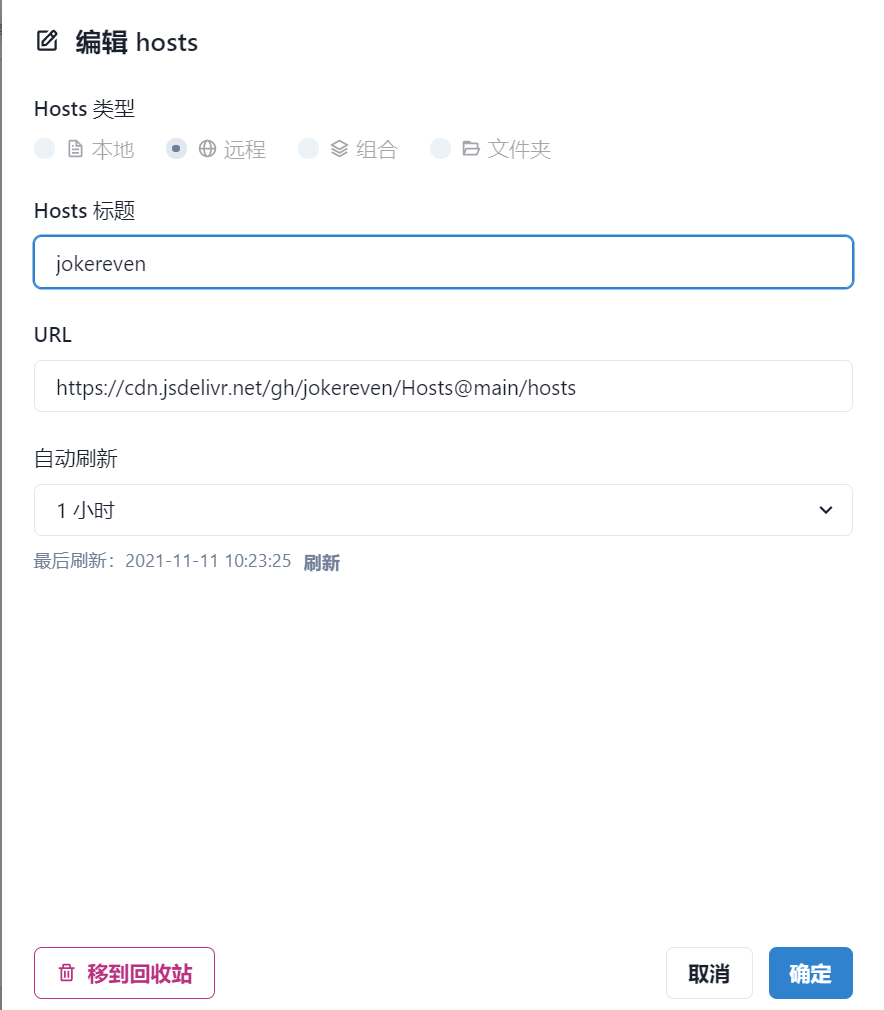 编辑 hosts
Hosts 类型
本地 远程 组合 文件夹
Hosts 标题
jokereven
URL
https://cdn.jsdelivr.net/gh/jokereven/Hosts@main/hosts
自动刷新
1 小时
最后刷新：2021-11-11 10:23:25 刷新
移到回收站 取消 确定